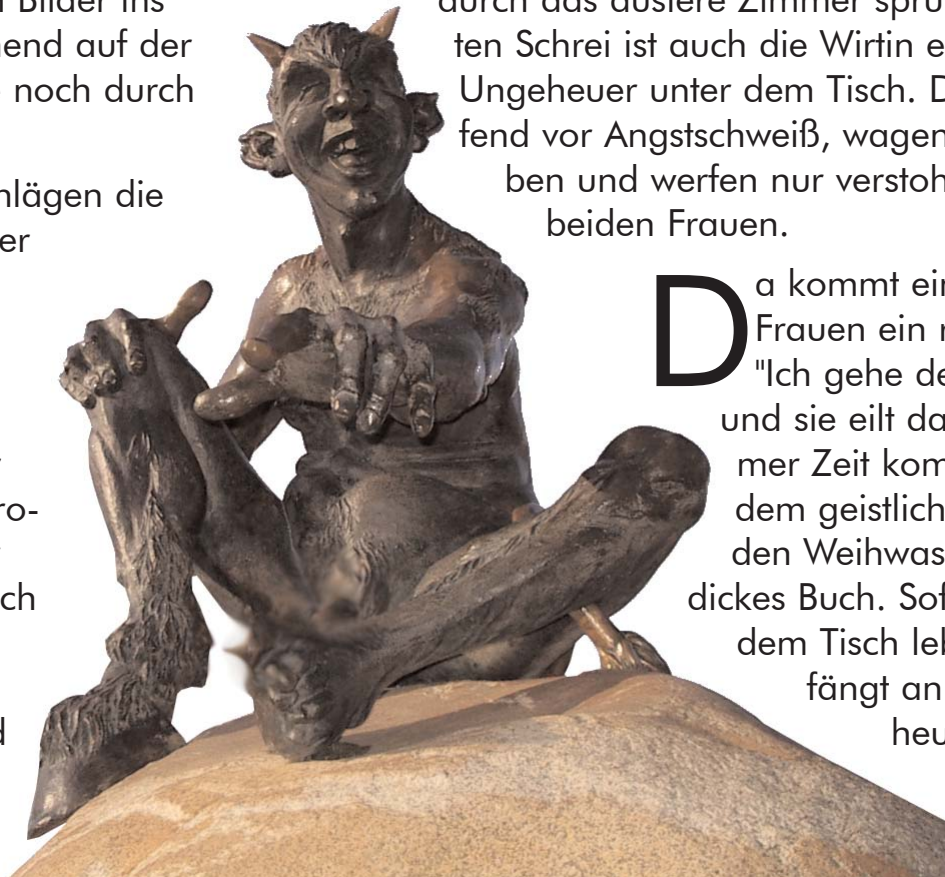 Bilder ins
end auf der
noch durch
hlägen die
er
ro-
ch
d
durch das düstere Zimmer spru
ten Schrei ist auch die Wirtin e
Ungeheuer unter dem Tisch. D
fend vor Angstschweiß, wagen
ben und werfen nur verstoh
beiden Frauen.
Da kommt ein
Frauen ein
"Ich gehe de
und sie eilt da
mer Zeit kom
dem geistlich
den Weihwas
dickes Buch. Sof
dem Tisch leb
fängt an
heu